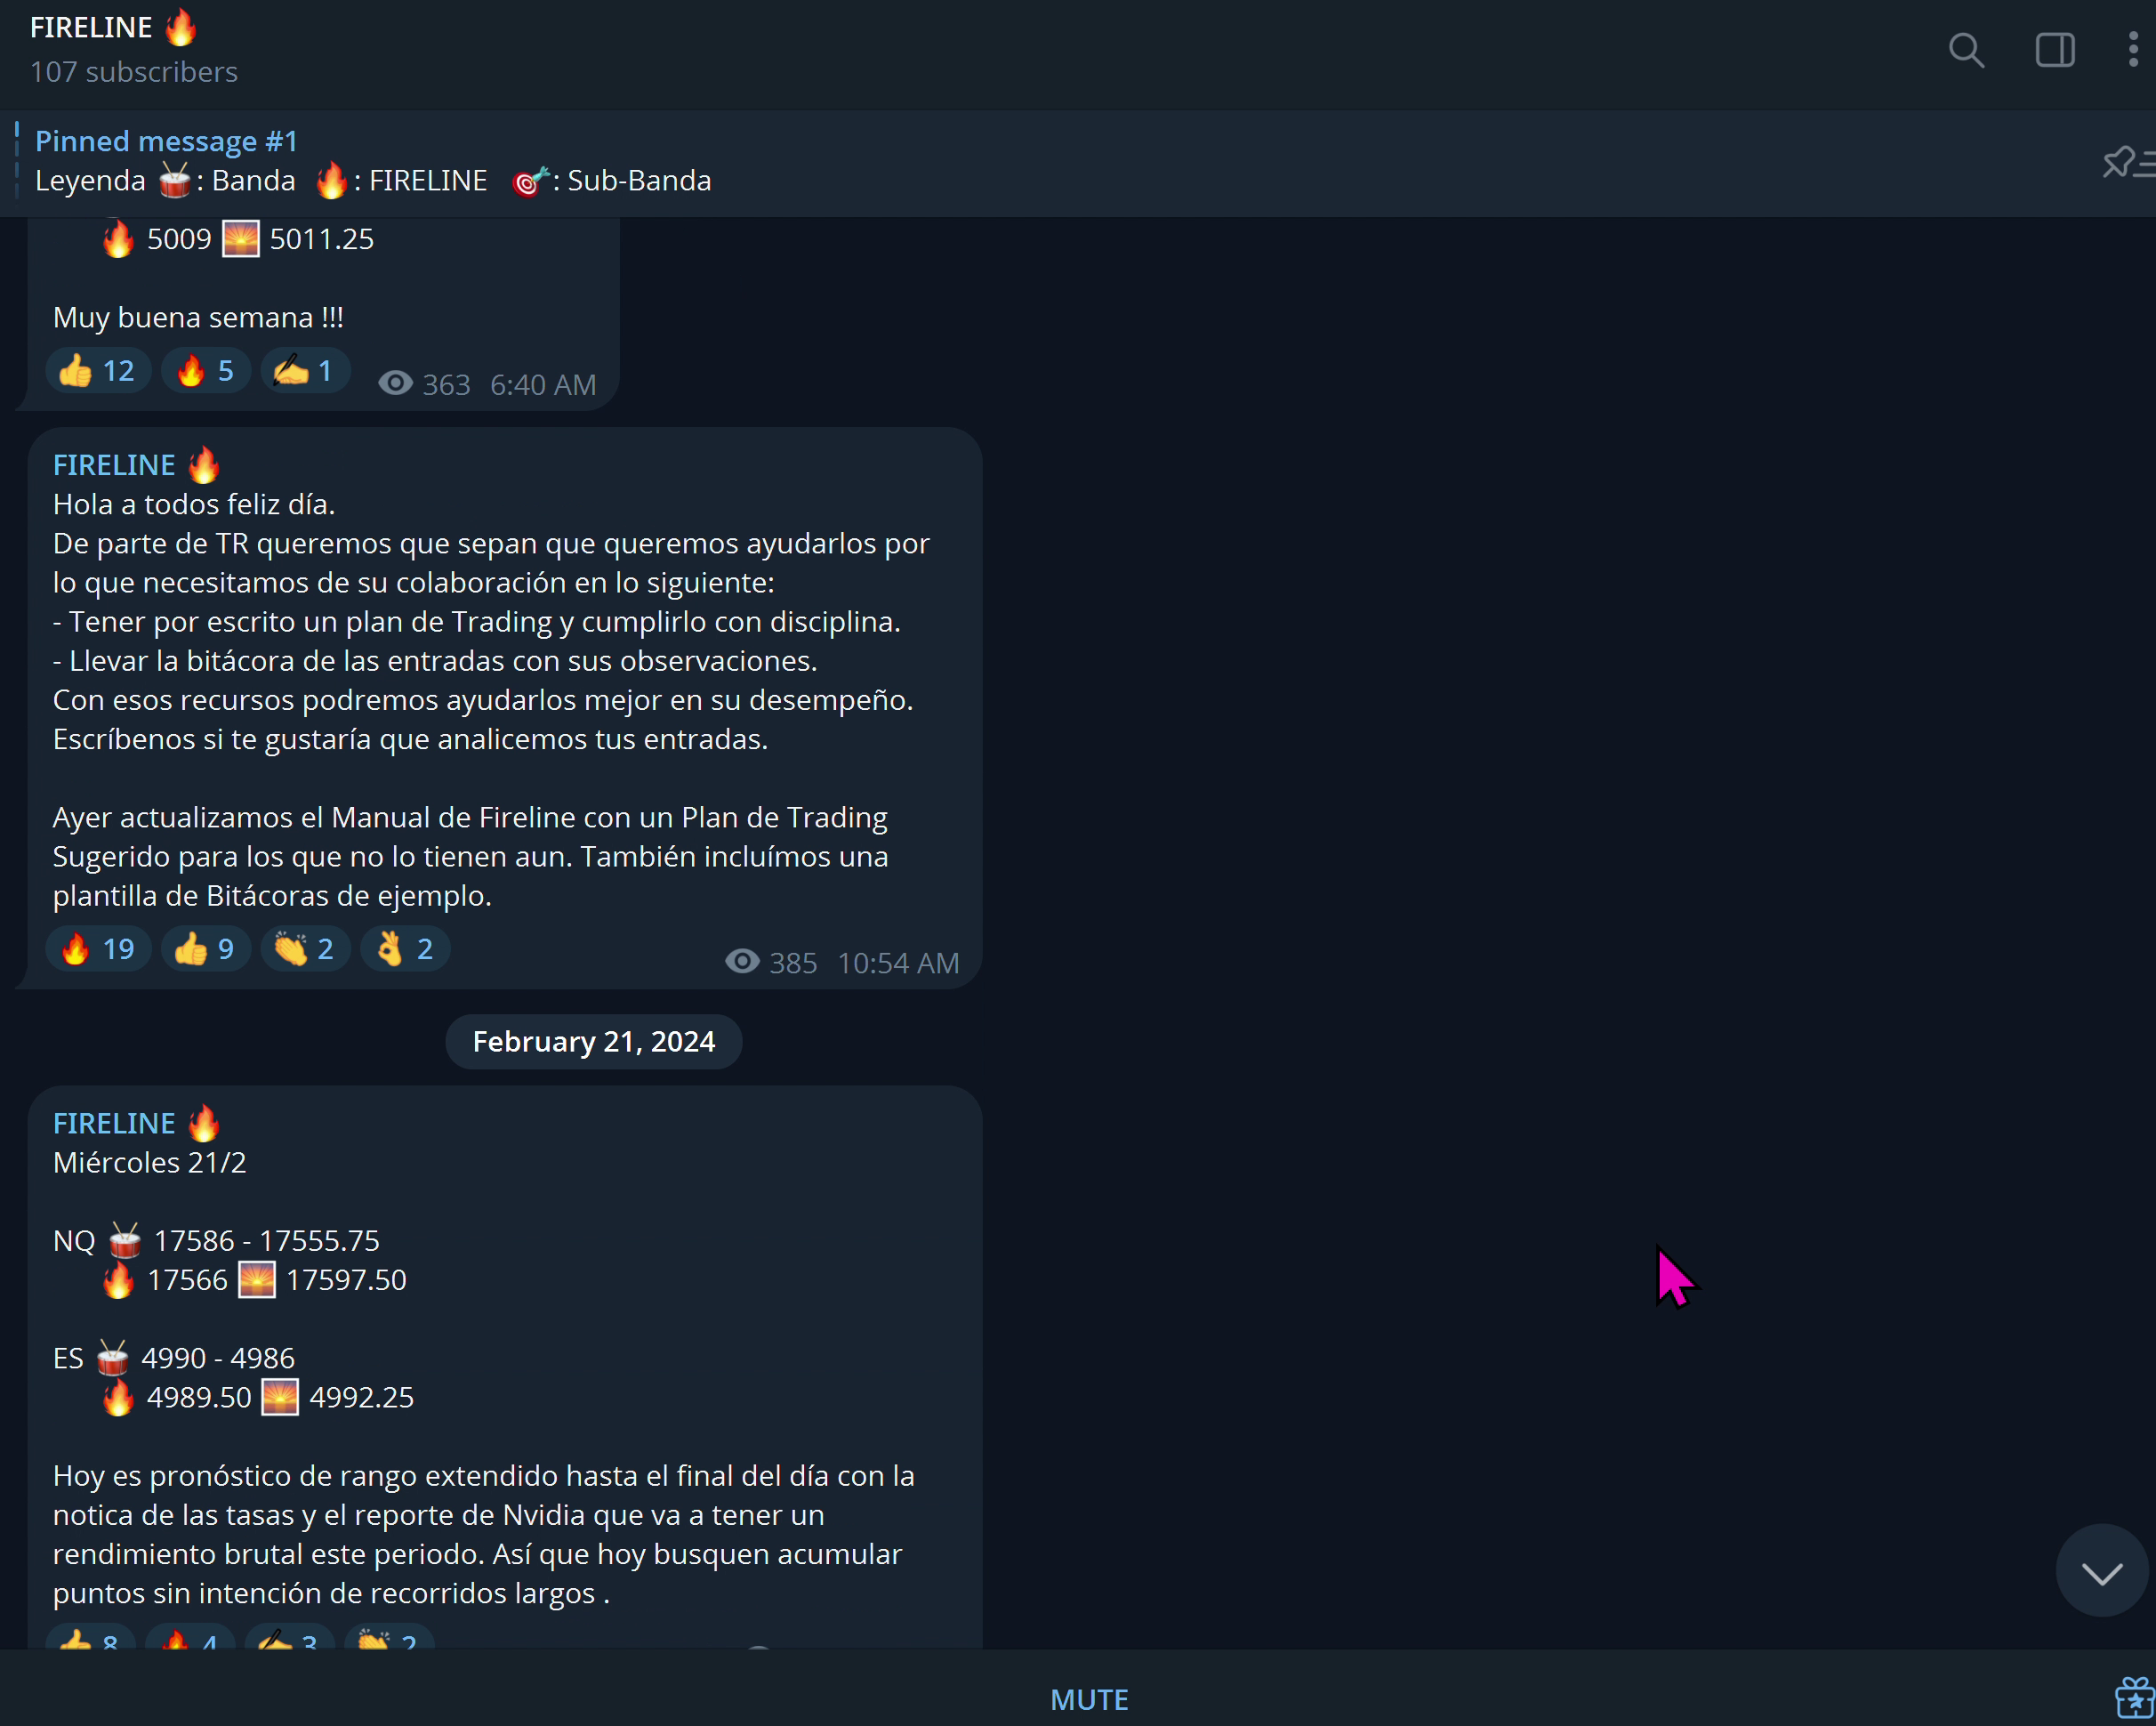 FIRELINE 🔥
107 subscribers
Pinned message #1
Leyenda 🥁: Banda 🔥: FIRELINE 🎯: Sub-Banda
🔥 5009 🌅 5011.25
Muy buena semana !!!
👍 12 🔥 5 ✍ 1 363 6:40 AM
FIRELINE 🔥
Hola a todos feliz día.
De parte de TR queremos que sepan que queremos ayudarlos por
lo que necesitamos de su colaboración en lo siguiente:
- Tener por escrito un plan de Trading y cumplirlo con disciplina.
- Llevar la bitácora de las entradas con sus observaciones.
Con esos recursos podremos ayudarlos mejor en su desempeño.
Escríbenos si te gustaría que analicemos tus entradas.
Ayer actualizamos el Manual de Fireline con un Plan de Trading
Sugerido para los que no lo tienen aun. También incluímos una
plantilla de Bitácoras de ejemplo.
🔥 19 👍 9 👏 2 👌 2 385 10:54 AM
February 21, 2024
FIRELINE 🔥
Miércoles 21/2
NQ 🥁 17586 - 17555.75
🔥 17566 🌅 17597.50
ES 🥁 4990 - 4986
🔥 4989.50 🌅 4992.25
Hoy es pronóstico de rango extendido hasta el final del día con la
notica de las tasas y el reporte de Nvidia que va a tener un
rendimiento brutal este periodo. Así que hoy busquen acumular
puntos sin intención de recorridos largos .
👍 8 🔥 4 ✍ 3 👏 2
MUTE